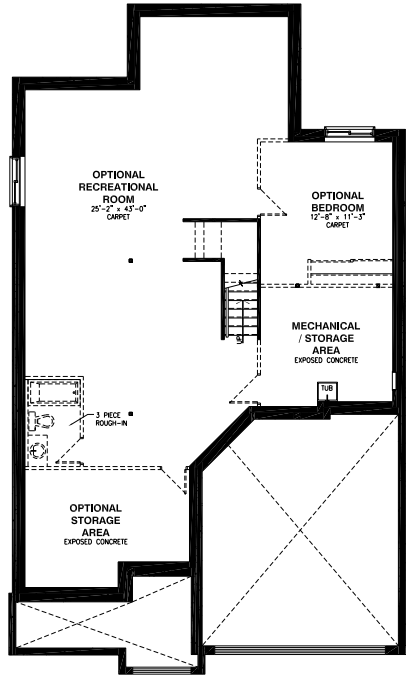 OPTIONAL
RECREATIONAL
ROOM
25'-2" x 43'-0"
CARPET
OPTIONAL
BEDROOM
12'-8" x 11'-3"
CARPET
MECHANICAL
/ STORAGE
AREA
EXPOSED CONCRETE
TUB
3 PIECE
ROUGH-IN
OPTIONAL
STORAGE
AREA
EXPOSED CONCRETE